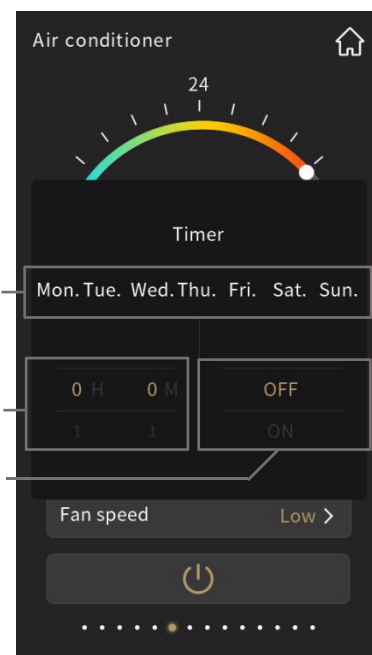 Air conditioner
24
Timer
Mon. Tue. Wed. Thu. Fri. Sat. Sun.
0 H 0 M OFF
1 1 ON
Fan speed Low